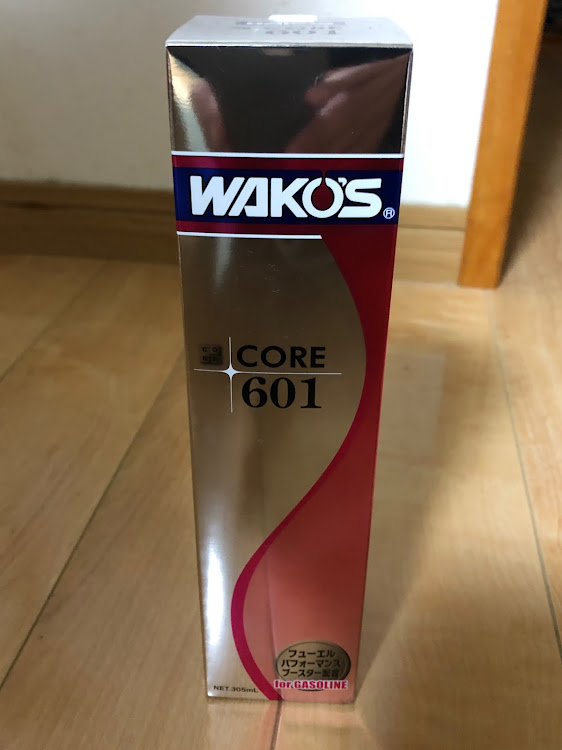 WAKO'S®
CORE
601
フューエル
パフォーマンス
ブースター配合
for GASOLINE
NET.305mL